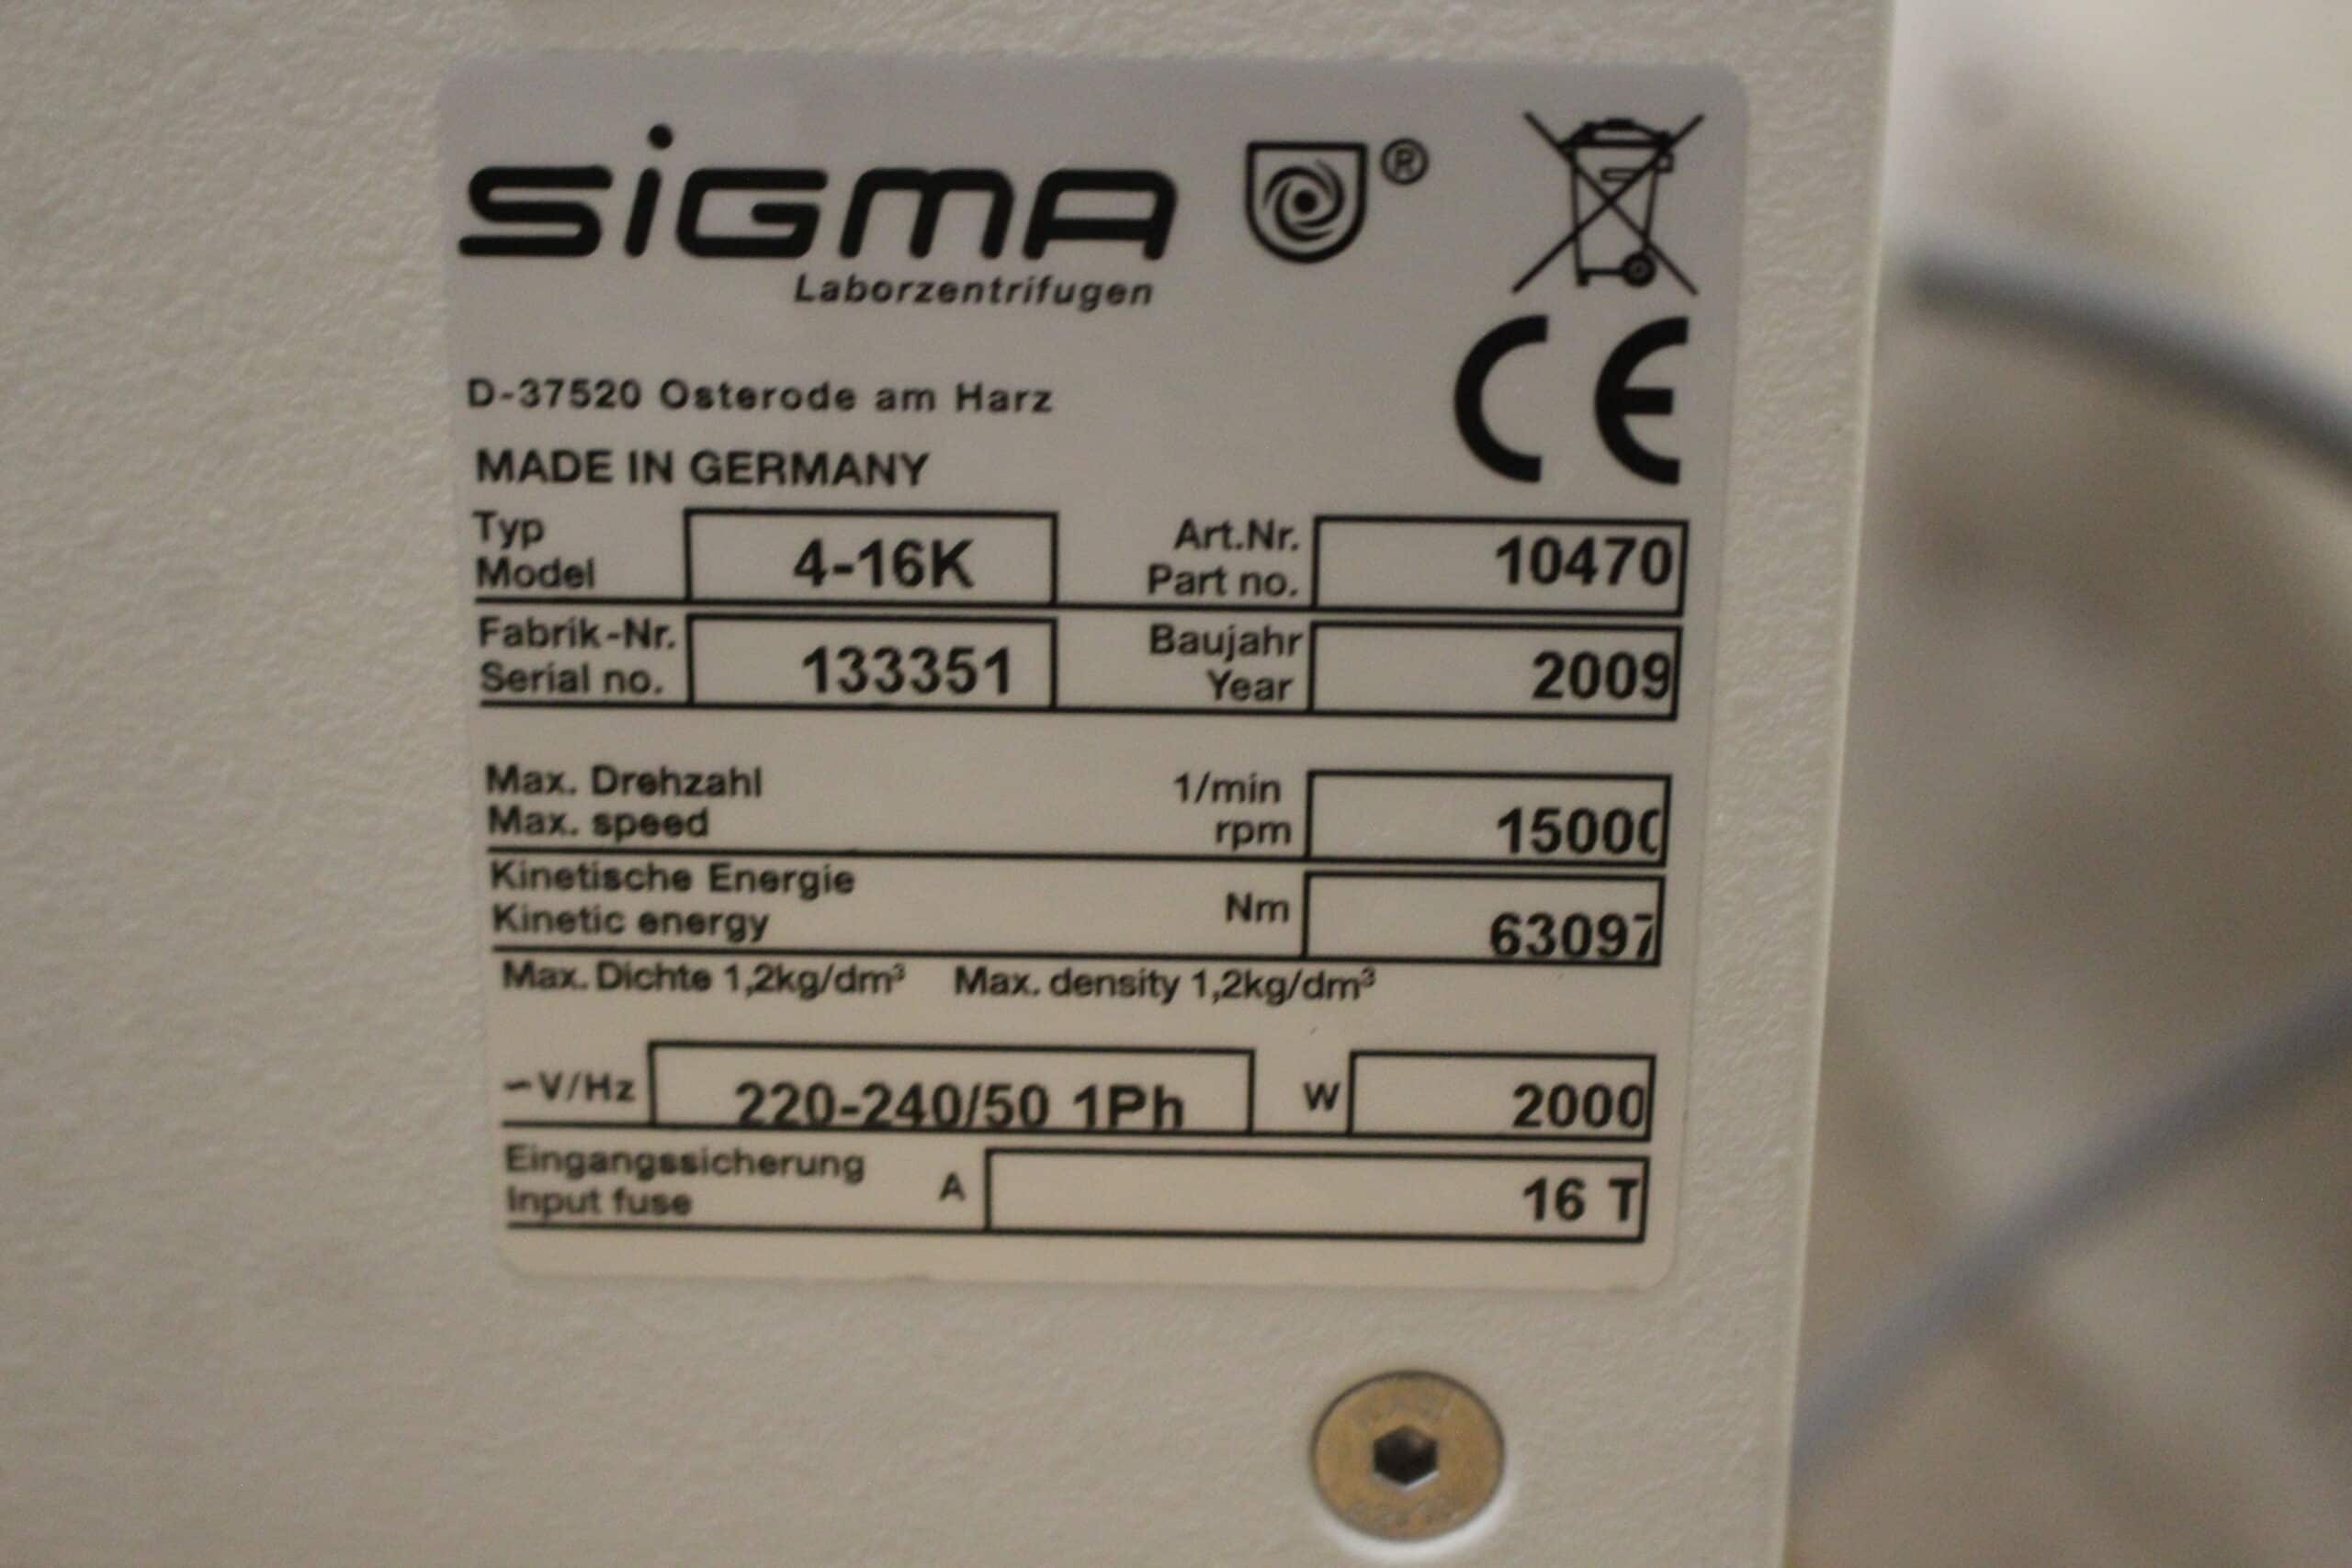 SiGMA ®
Laborzentrifugen
D-37520 Osterode am Harz
CE
MADE IN GERMANY
Typ
Model 4-16K
Art.Nr.
Part no. 10470
Fabrik-Nr.
Serial no. 133351
Baujahr
Year 2009
Max. Drehzahl 1/min
Max. speed rpm 15000
Kinetische Energie
Kinetic energy Nm 63097
Max. Dichte 1,2kg/dm³ Max. density 1,2kg/dm³
~V/Hz 220-240/50 1Ph W 2000
Eingangssicherung
Input fuse A 16 T